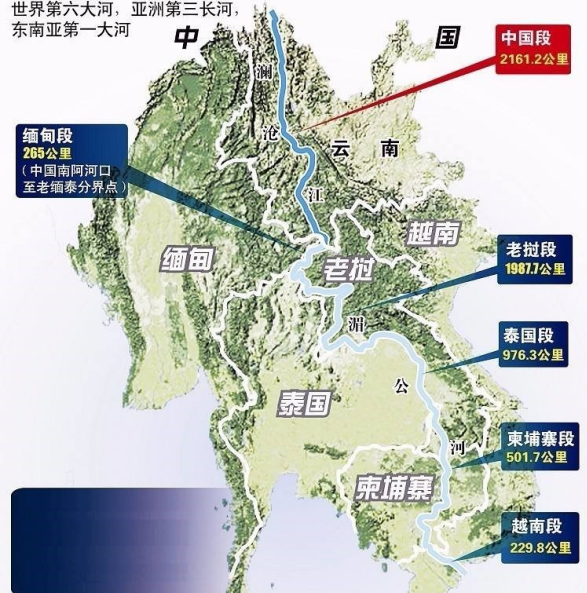 世界第六大河，亚洲第三长河，
东南亚第一大河
中 国
中国段
2161.2公里
澜
沧
江
云 南
缅甸段
265公里
（中国南阿河口
至老缅泰分界点）
越南
缅甸
老挝
老挝段
1987.7公里
湄
公
河
泰国段
976.3公里
泰国
柬埔寨段
501.7公里
柬埔寨
越南段
229.8公里